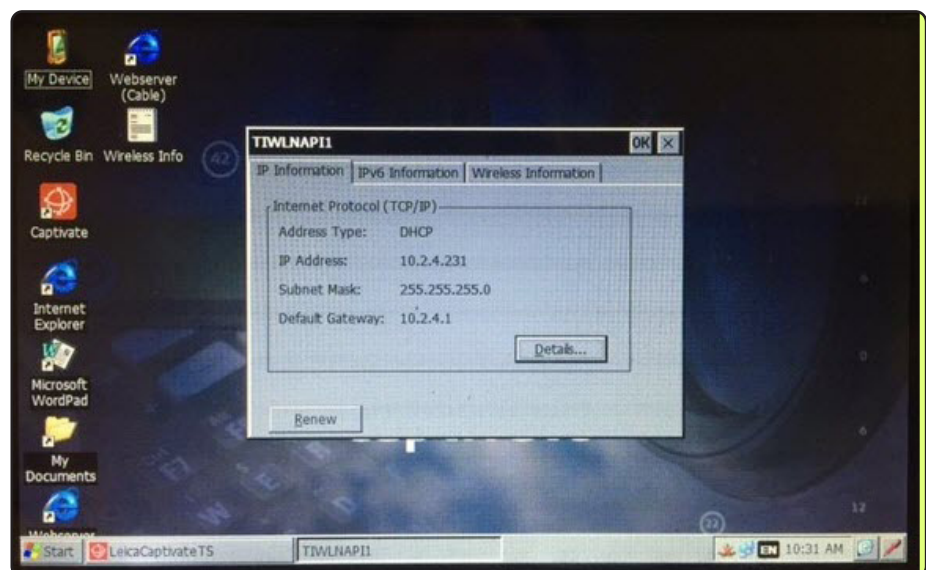 My Device
Webserver
(Cable)
Recycle Bin
Wireless Info
42
Captivate
Internet
Explorer
Microsoft
WordPad
My
Documents
TIWLNAPI1
OK
IP Information
IPv6 Information
Wireless Information
Internet Protocol (TCP/IP)
Address Type: DHCP
IP Address: 10.2.4.231
Subnet Mask: 255.255.255.0
Default Gateway: 10.2.4.1
Details...
Renew
12
Start
LeicaCaptivateTS
TIWLNAPI1
EN
10:31 AM